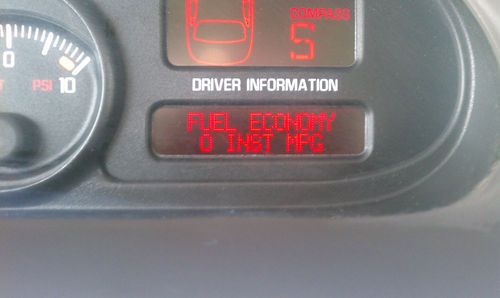 COMPASS
S
0
PSI 10
DRIVER INFORMATION
FUEL ECONOMY
0 INST MPG